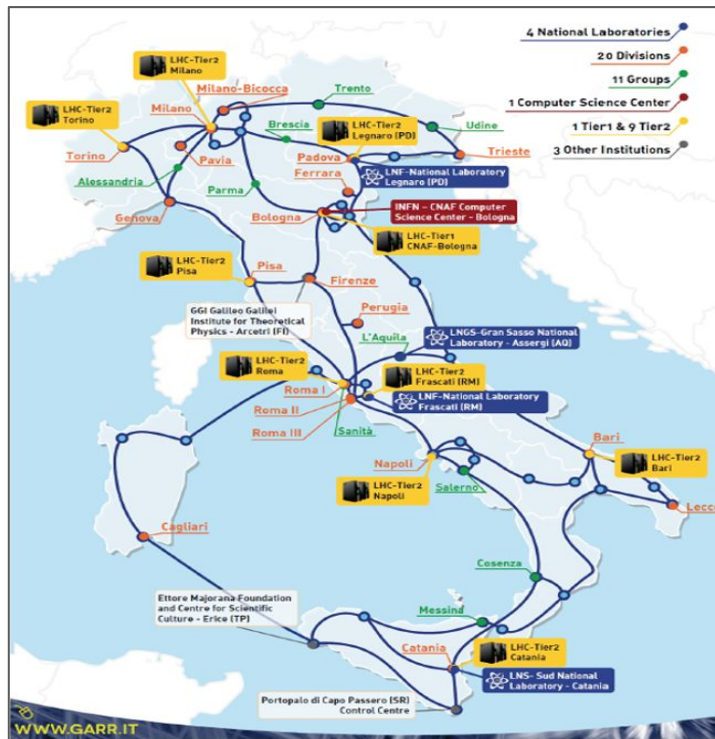 4 National Laboratories
20 Divisions
11 Groups
1 Computer Science Center
1 Tier1 & 9 Tier2
3 Other Institutions
LHC-Tier2
Milano
Milano-Bicocca
Trento
Milano
LHC-Tier2
Torino
Brescia
LHC-Tier2
Legnaro (PD)
Udine
Torino
Pavia
Padova
Trieste
Alessandria
Parma
Ferrara
LNF-National Laboratory
Legnaro (PD)
Genova
Bologna
INFN - CNAF Computer
Science Center - Bologna
LHC-Tier1
CNAF-Bologna
LHC-Tier2
Pisa
Pisa
Firenze
GGI Galileo Galilei
Institute for Theoretical
Physics - Arcetri (FI)
Perugia
L'Aquila
LNGS-Gran Sasso National
Laboratory - Assergi (AQ)
LHC-Tier2
Roma
LHC-Tier2
Frascati (RM)
Roma I
Roma II
Roma III
LNF-National Laboratory
Frascati (RM)
Sanità
Bari
LHC-Tier2
Bari
Napoli
LHC-Tier2
Napoli
Salerno
Lecce
Cagliari
Cosenza
Ettore Majorana Foundation
and Centre for Scientific
Culture - Erice (TP)
Messina
Catania
LHC-Tier2
Catania
LNS- Sud National
Laboratory - Catania
Portopalo di Capo Passero (SR)
Control Centre
WWW.GARR.IT